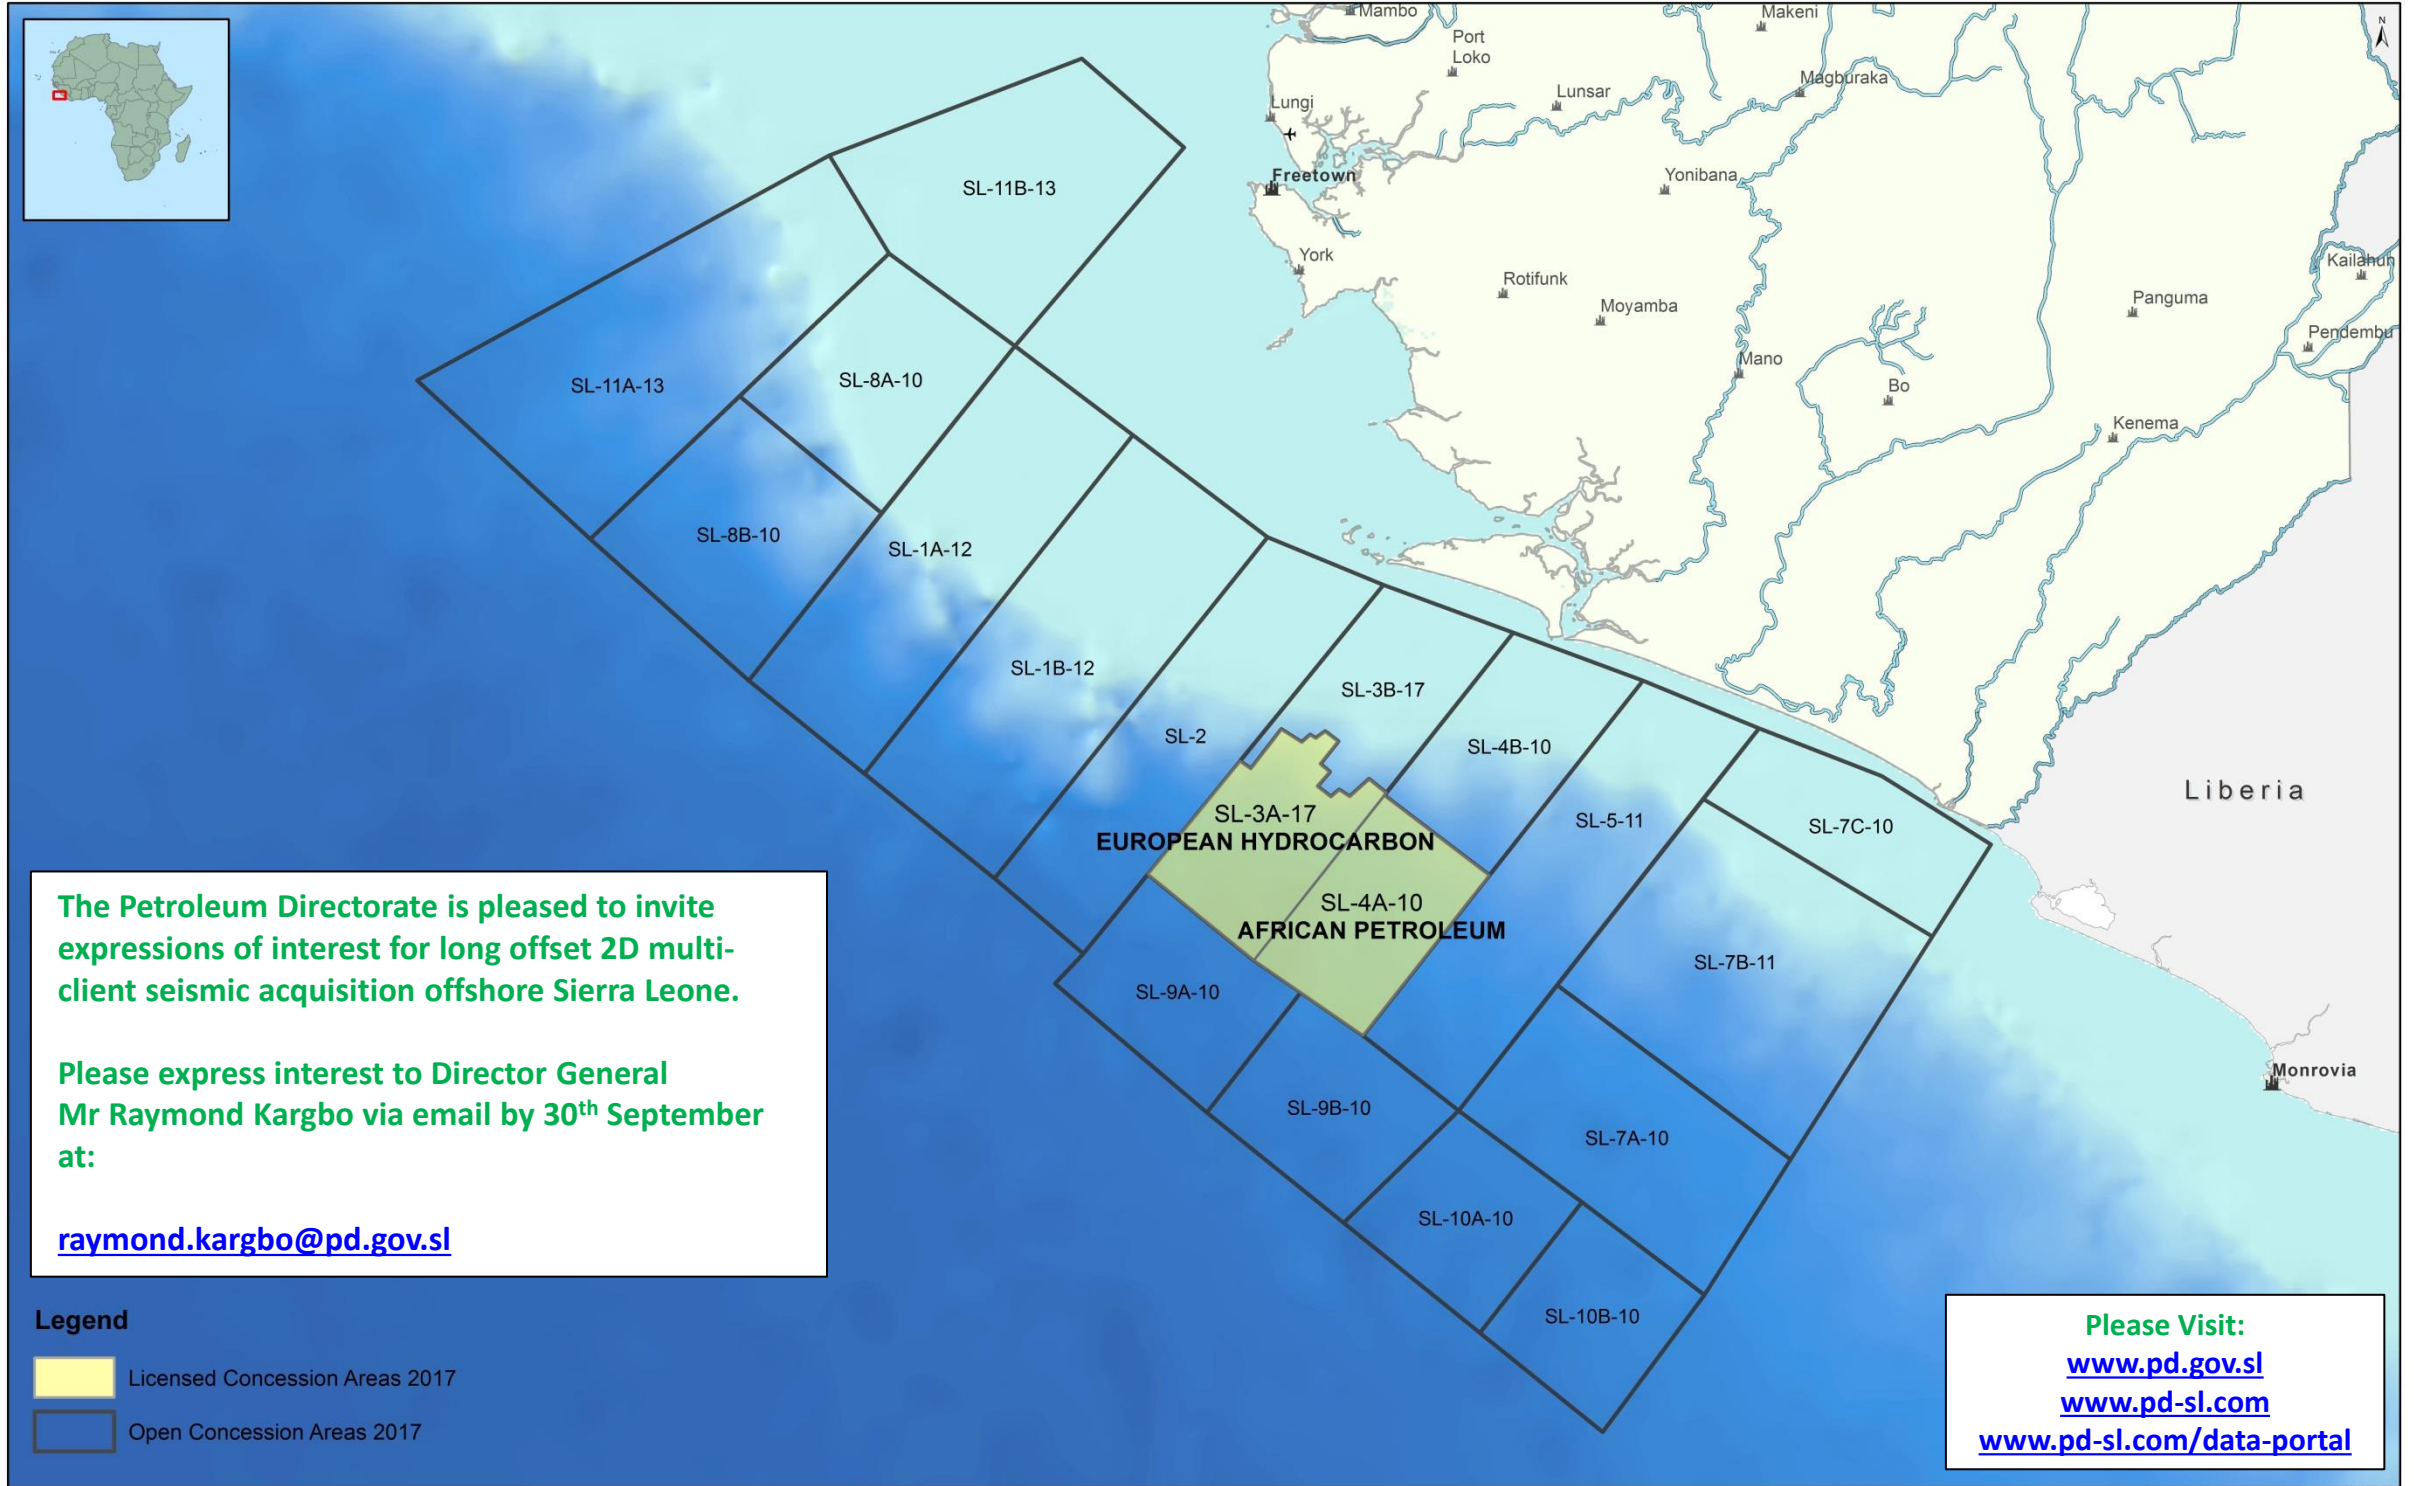 N
Mambo
Makeni
Port
Loko
Magburaka
Lunsar
Lungi
Freetown
Yonibana
York
Kailahun
Rotifunk
Panguma
Moyamba
Pendembu
Mano
Bo
Kenema
SL-11B-13
SL-11A-13
SL-8A-10
SL-8B-10
SL-1A-12
SL-1B-12
SL-3B-17
SL-2
SL-4B-10
Liberia
SL-3A-17
EUROPEAN HYDROCARBON
SL-5-11
SL-7C-10
SL-4A-10
AFRICAN PETROLEUM
SL-7B-11
SL-9A-10
Monrovia
SL-9B-10
SL-7A-10
SL-10A-10
SL-10B-10
The Petroleum Directorate is pleased to invite
expressions of interest for long offset 2D multi-
client seismic acquisition offshore Sierra Leone.
Please express interest to Director General
Mr Raymond Kargbo via email by 30th September
at:
raymond.kargbo@pd.gov.sl
Legend
Licensed Concession Areas 2017
Open Concession Areas 2017
Please Visit:
www.pd.gov.sl
www.pd-sl.com
www.pd-sl.com/data-portal